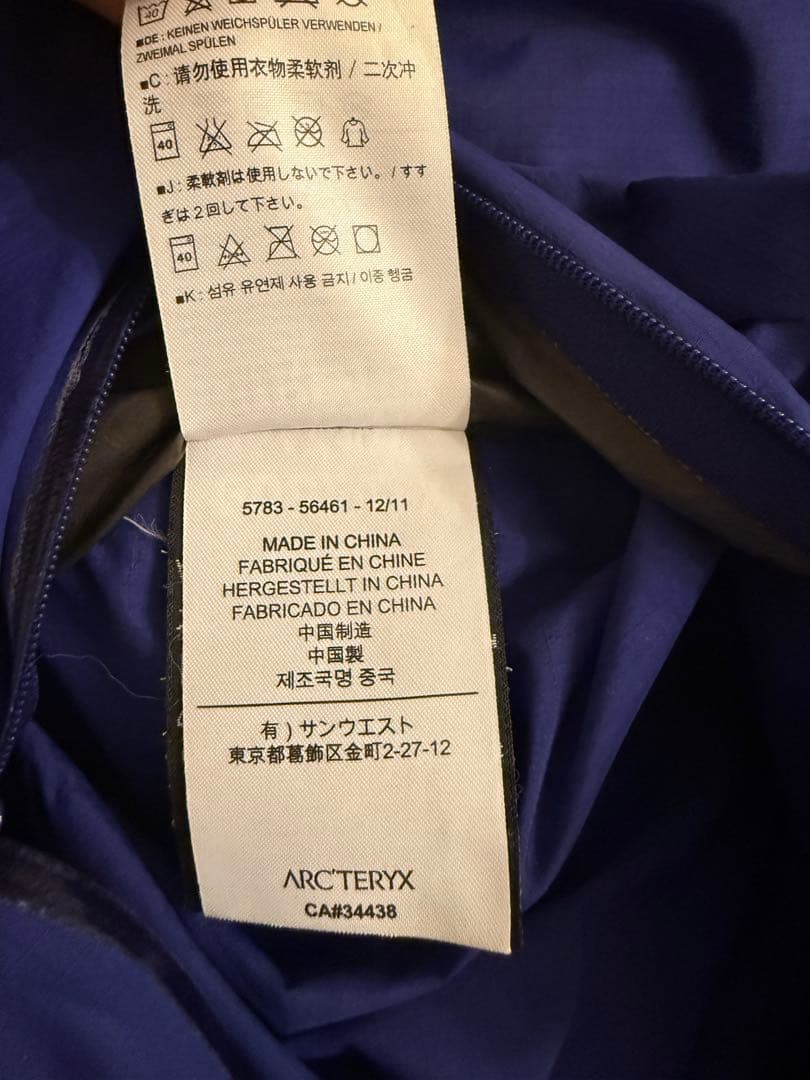 ■DE : KEINEN WEICHSPÜLER VERWENDEN /
ZWEIMAL SPÜLEN
■C : 请勿使用衣物柔软剂 / 二次冲
洗
40
■J : 柔軟剤は使用しないで下さい。/ すす
ぎは2回して下さい。
40
■K : 섬유 유연제 사용 금지 / 이중 헹굼
5783 - 56461 - 12/11
MADE IN CHINA
FABRIQUÉ EN CHINE
HERGESTELLT IN CHINA
FABRICADO EN CHINA
中国制造
中国製
제조국명 중국
有 ) サンウエスト
東京都葛飾区金町2-27-12
ARC'TERYX
CA#34438